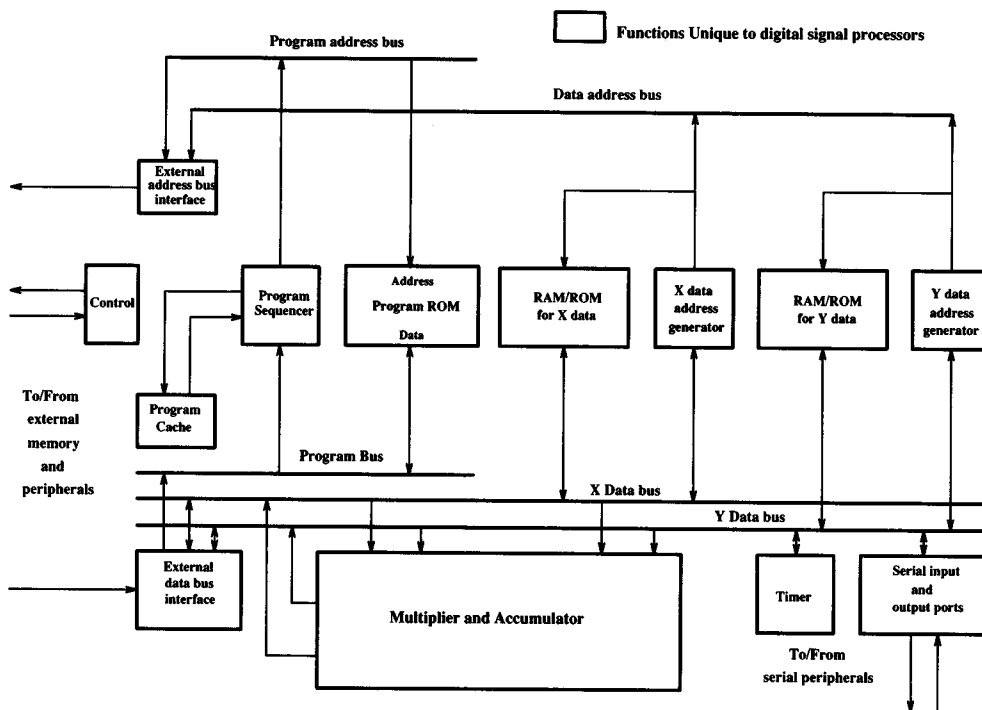 Program address bus
Functions Unique to digital signal processors
Data address bus
External
address bus
interface
Control
Program
Sequencer
Address
Program ROM
Data
RAM/ROM
for X data
X data
address
generator
RAM/ROM
for Y data
Y data
address
generator
To/From
external
memory
and
peripherals
Program
Cache
Program Bus
X Data bus
Y Data bus
External
data bus
interface
Multiplier and Accumulator
Timer
Serial input
and
output ports
To/From
serial peripherals